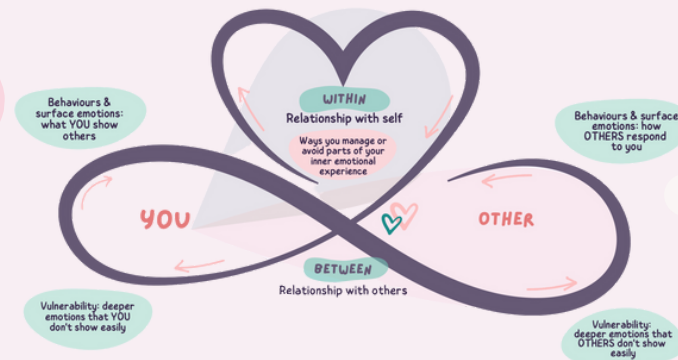 WITHIN
Relationship with self
Ways you manage or
avoid parts of your
inner emotional
experience
Behaviours &
surface emotions:
what YOU show
others
Behaviours & surface
emotions: how
OTHERS respond
to you
YOU
OTHER
BETWEEN
Relationship with others
Vulnerability: deeper
emotions that YOU
don't show easily
Vulnerability:
deeper emotions that
OTHERS don't show
easily